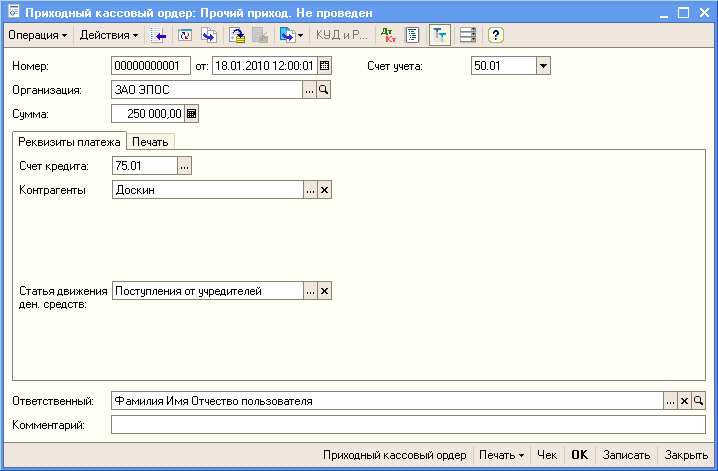 Приходный кассовый ордер: Прочий приход. Не проведен
Операция Действия КУД и Р... Дт Кт Тт ?
Номер: 00000000001 от: 18.01.2010 12:00:01 Счет учета: 50.01
Организация: ЗАО ЭПОС ...
Сумма: 250 000,00
Реквизиты платежа Печать
Счет кредита: 75.01 ...
Контрагенты Доскин ... ×
Статья движения
ден. средств: Поступления от учредителей ... ×
Ответственный: Фамилия Имя Отчество пользователя ... ×
Комментарий:
Приходный кассовый ордер Печать Чек OK Записать Закрыть